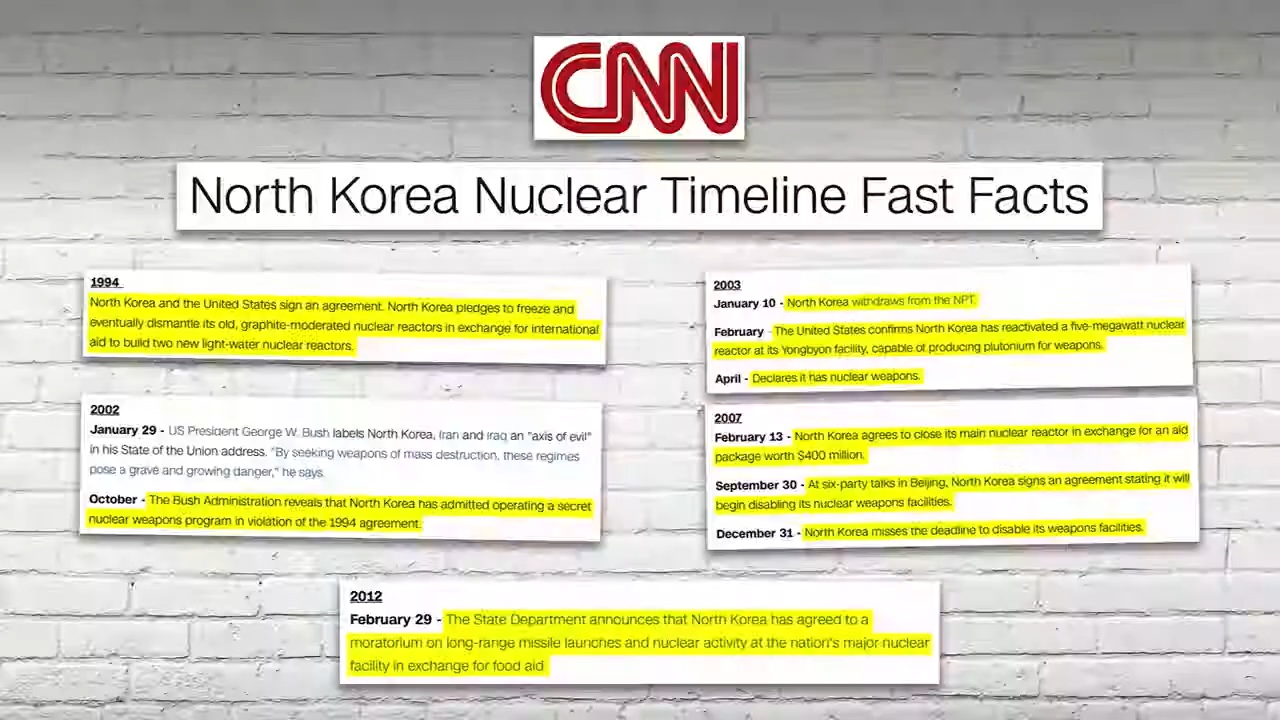 CNN
North Korea Nuclear Timeline Fast Facts
1994
North Korea and the United States sign an agreement. North Korea pledges to freeze and
eventually dismantle its old, graphite-moderated nuclear reactors in exchange for international
aid to build two new light-water nuclear reactors.
2002
January 29 - US President George W. Bush labels North Korea, Iran and Iraq an "axis of evil"
in his State of the Union address. "By seeking weapons of mass destruction, these regimes
pose a grave and growing danger," he says.
October - The Bush Administration reveals that North Korea has admitted operating a secret
nuclear weapons program in violation of the 1994 agreement.
2003
January 10 - North Korea withdraws from the NPT.
February - The United States confirms North Korea has reactivated a five-megawatt nuclear
reactor at its Yongbyon facility, capable of producing plutonium for weapons.
April - Declares it has nuclear weapons.
2007
February 13 - North Korea agrees to close its main nuclear reactor in exchange for an aid
package worth $400 million.
September 30 - At six-party talks in Beijing, North Korea signs an agreement stating it will
begin disabling its nuclear weapons facilities.
December 31 - North Korea misses the deadline to disable its weapons facilities.
2012
February 29 - The State Department announces that North Korea has agreed to a
moratorium on long-range missile launches and nuclear activity at the nation's major nuclear
facility in exchange for food aid